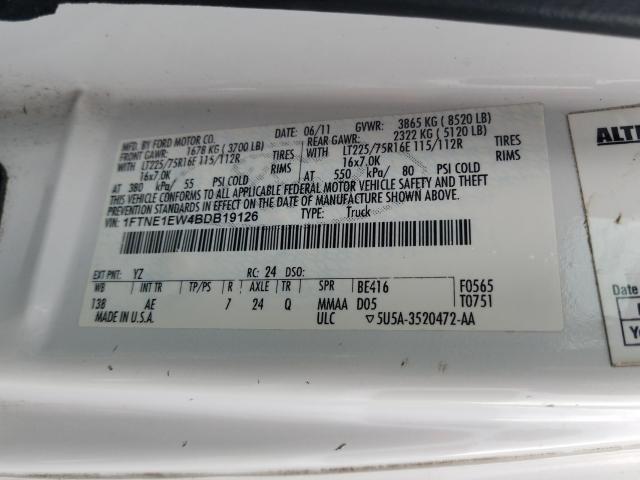 MFD. BY FORD MOTOR CO. DATE: 06/11 GVWR: 3865 KG ( 8520 LB)
FRONT GAWR: 1678 KG ( 3700 LB) REAR GAWR: 2322 KG ( 5120 LB)
WITH LT225/75R16E 115/112R TIRES WITH LT225/75R16E 115/112R TIRES
16x7.0K RIMS 16x7.0K RIMS
AT 380 kPa/ 55 PSI COLD AT 550 kPa/ 80 PSI COLD
THIS VEHICLE CONFORMS TO ALL APPLICABLE FEDERAL MOTOR VEHICLE SAFETY AND THEFT
PREVENTION STANDARDS IN EFFECT ON THE DATE OF MANUFACTURE SHOWN ABOVE.
VIN: 1FTNE1EW4BDB19126 TYPE: Truck
EXT PNT: YZ RC: 24 DSO:
WB INT TR TP/PS R AXLE TR SPR BE416 F0565
138 AE 7 24 Q MMAA D05 T0751
MADE IN U.S.A. ULC ▽5U5A-3520472-AA
Date